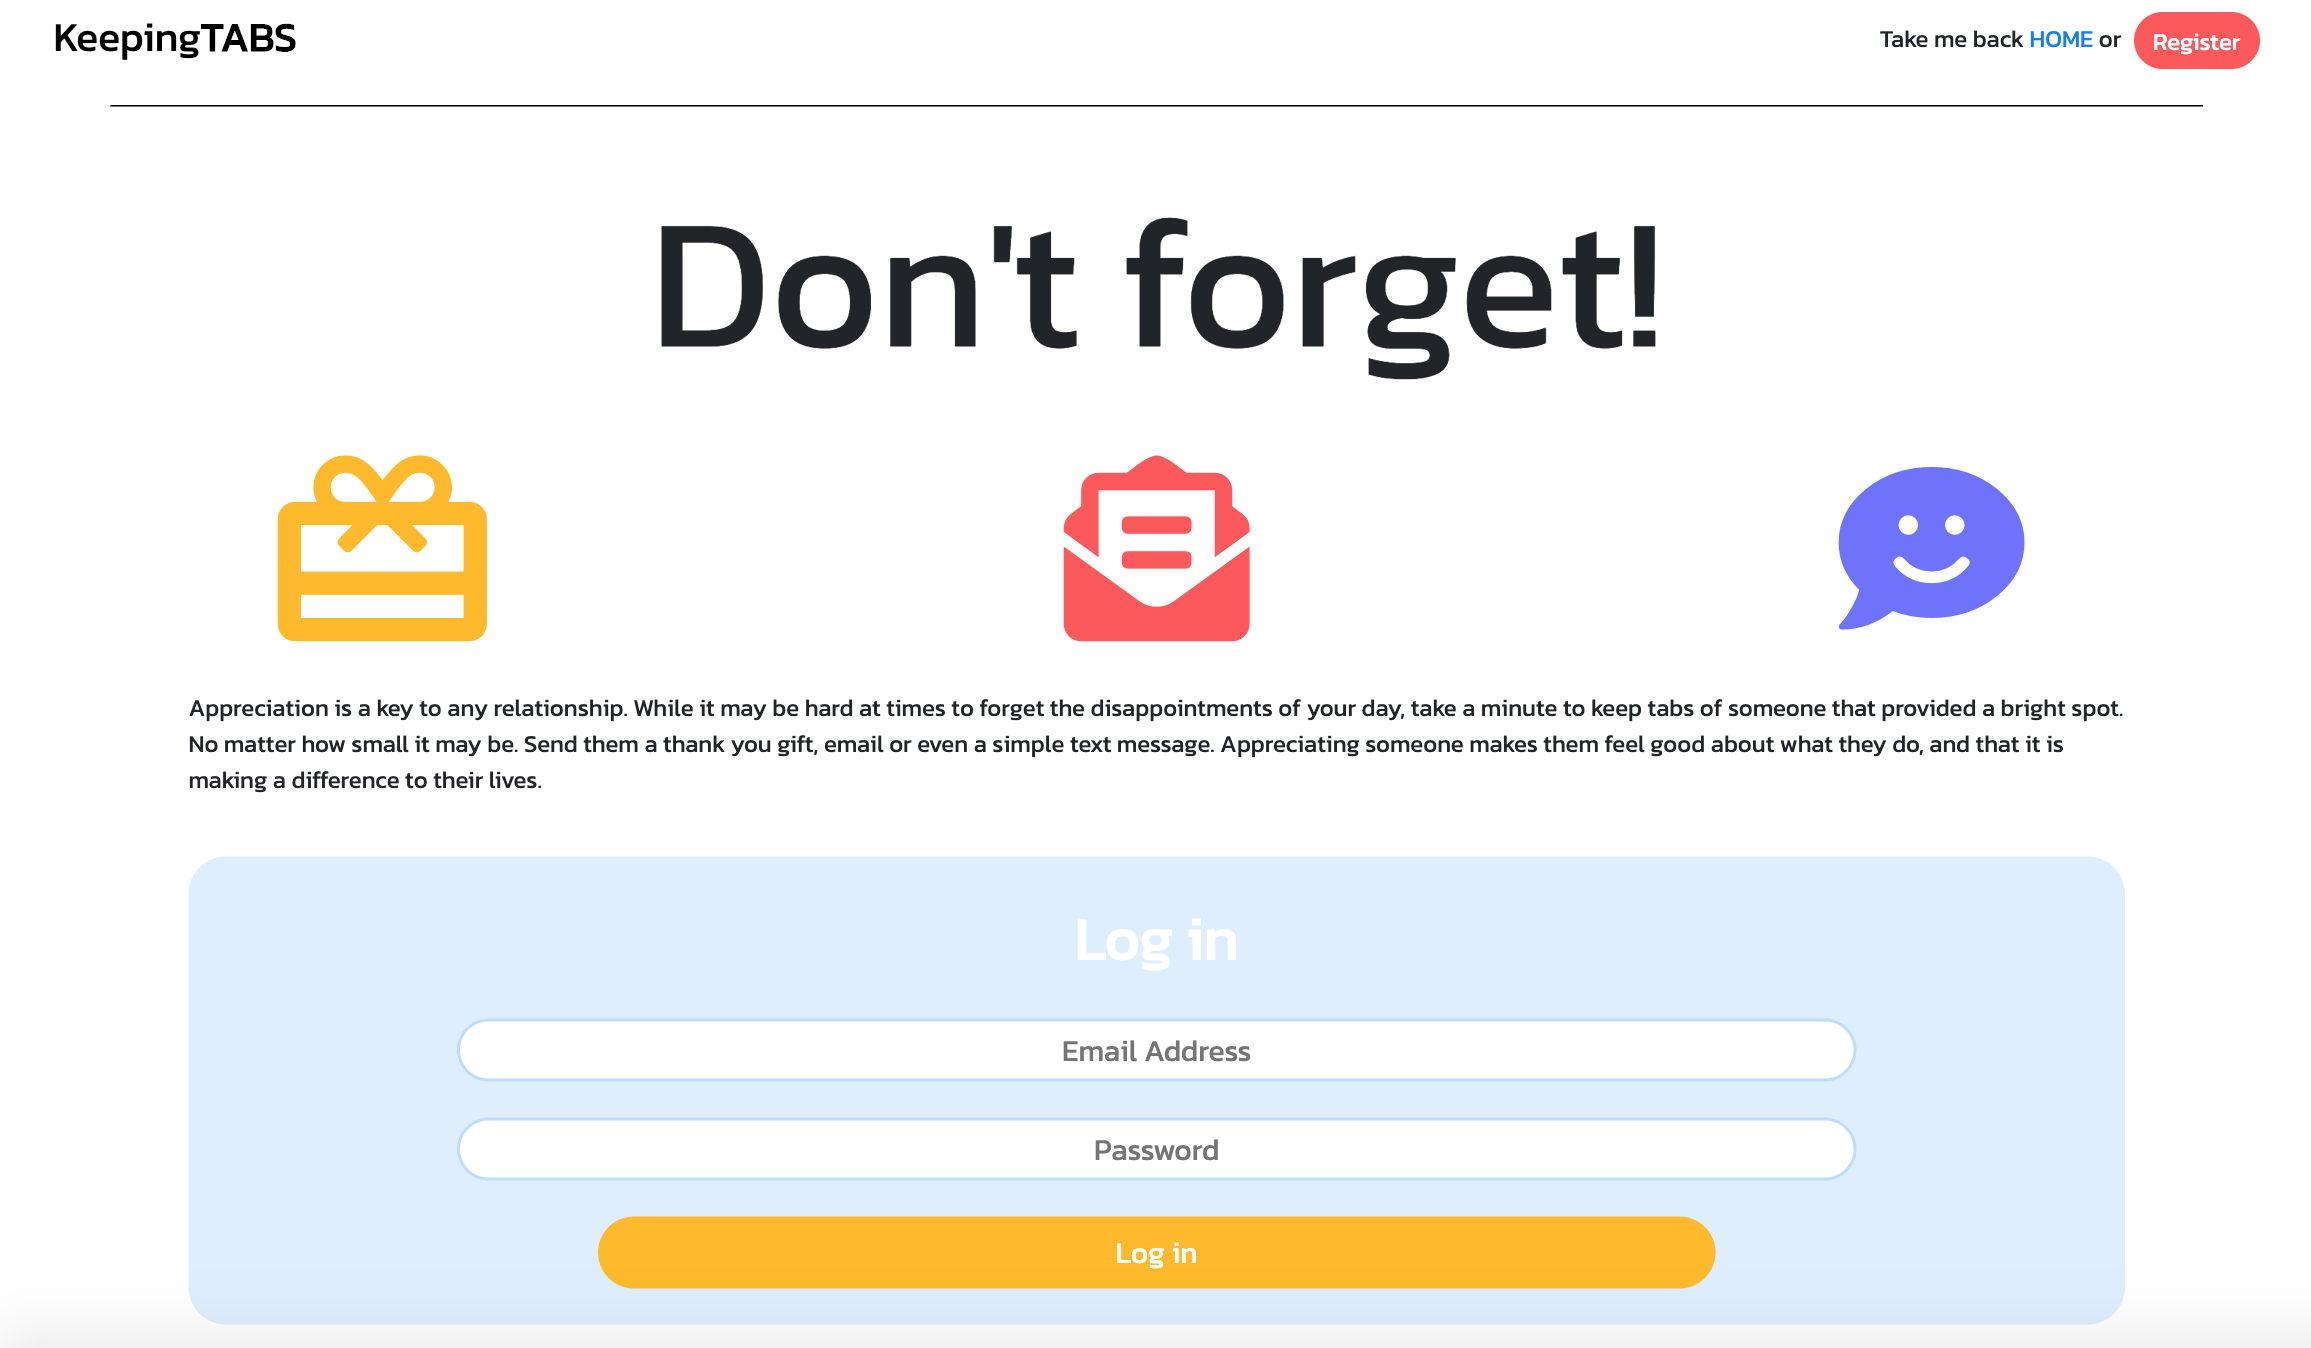 KeepingTABS
Take me back HOME or Register
Don't forget!
Appreciation is a key to any relationship. While it may be hard at times to forget the disappointments of your day, take a minute to keep tabs of someone that provided a bright spot.
No matter how small it may be. Send them a thank you gift, email or even a simple text message. Appreciating someone makes them feel good about what they do, and that it is
making a difference to their lives.
Log in
Email Address
Password
Log in